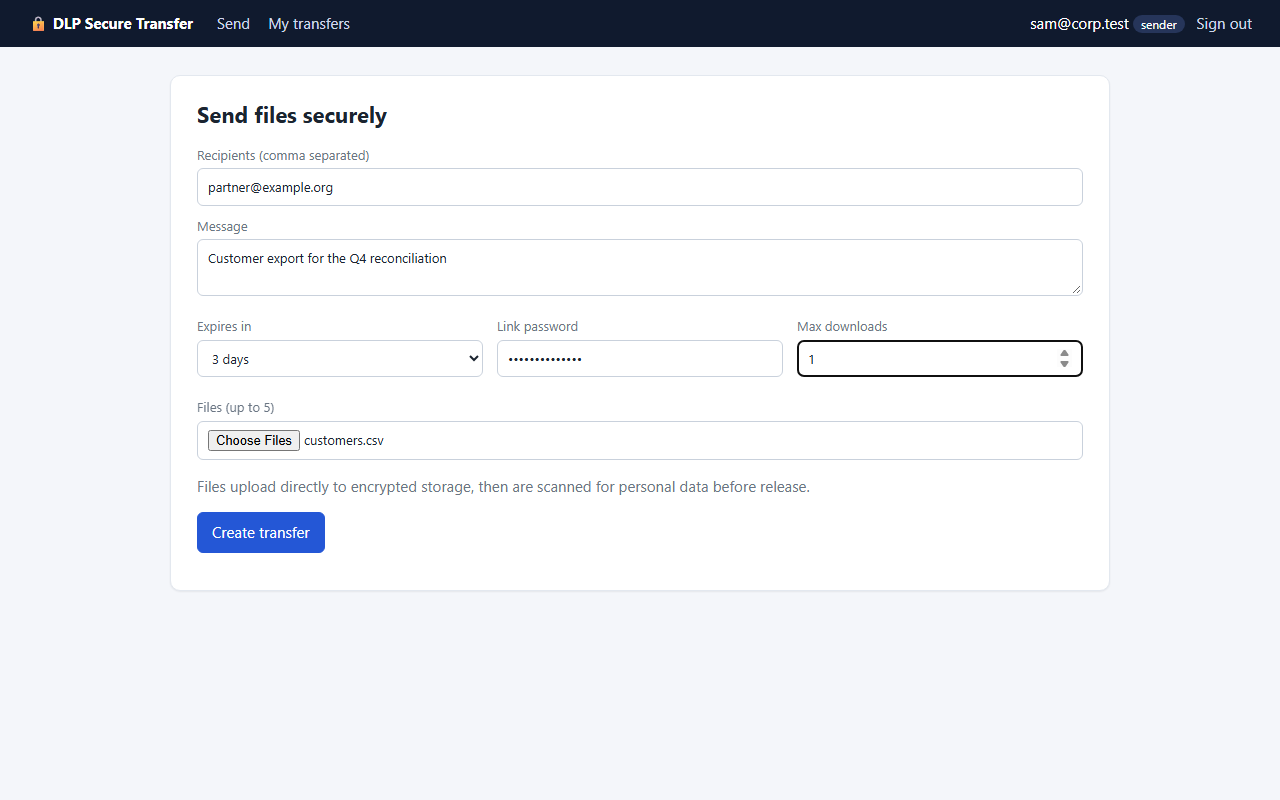 DLP Secure Transfer Send My transfers sam@corp.test sender Sign out
Send files securely
Recipients (comma separated)
partner@example.org
Message
Customer export for the Q4 reconciliation
Expires in Link password Max downloads
3 days •••••••••••••• 1
Files (up to 5)
Choose Files customers.csv
Files upload directly to encrypted storage, then are scanned for personal data before release.
Create transfer